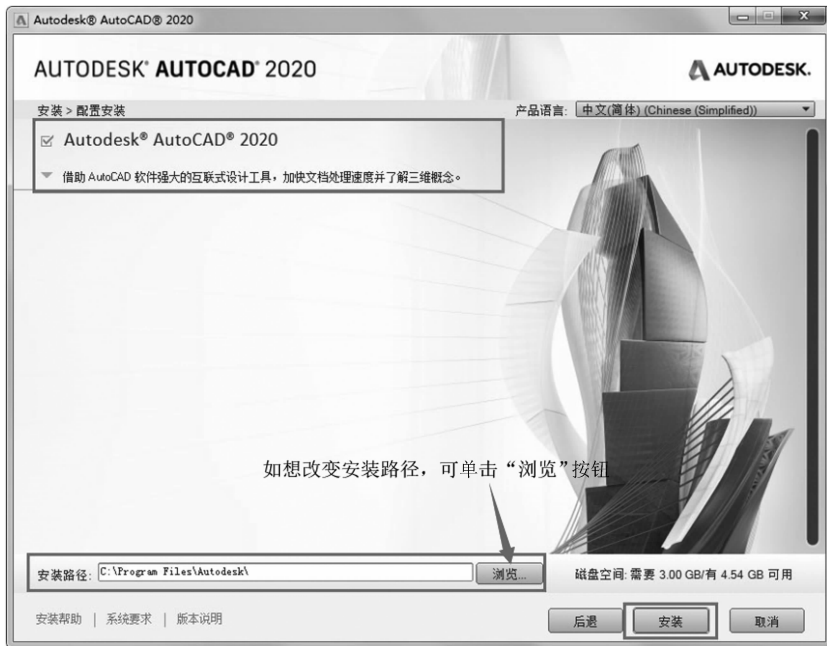 Autodesk® AutoCAD® 2020
AUTODESK® AUTOCAD® 2020
AUTODESK.
安装 > 配置安装
产品语言: 中文(简体) (Chinese (Simplified))
Autodesk® AutoCAD® 2020
借助 AutoCAD 软件强大的互联式设计工具，加快文档处理速度并了解三维概念。
如想改变安装路径，可单击“浏览”按钮
安装路径: C:\Program Files\Autodesk\
浏览...
磁盘空间: 需要 3.00 GB/有 4.54 GB 可用
安装帮助 | 系统要求 | 版本说明
后退
安装
取消